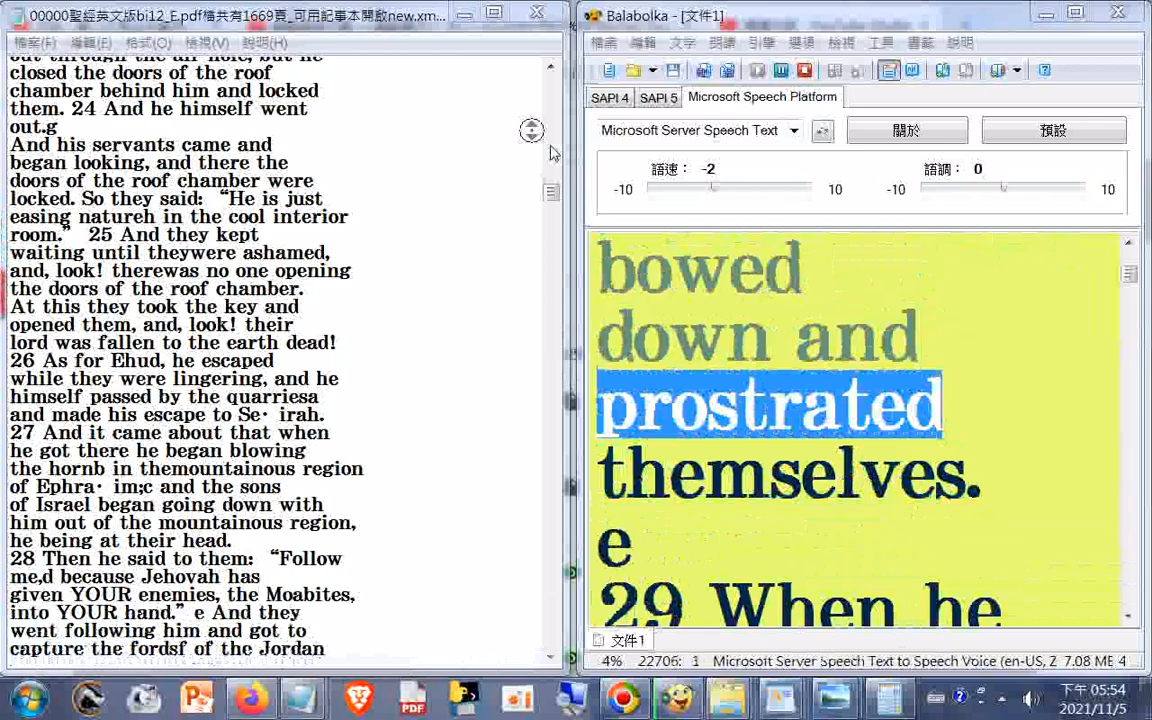 00000聖經英文版bi12_E.pdf檔共有1669頁_可用記事本開啟new.xm...
檔案(F) 編輯(E) 格式(O) 檢視(V) 說明(H)
out through the air hole, but he
closed the doors of the roof
chamber behind him and locked
them. 24 And he himself went
out.g
And his servants came and
began looking, and there the
doors of the roof chamber were
locked. So they said: “He is just
easing natureh in the cool interior
room.” 25 And they kept
waiting until theywere ashamed,
and, look! therewas no one opening
the doors of the roof chamber.
At this they took the key and
opened them, and, look! their
lord was fallen to the earth dead!
26 As for Ehud, he escaped
while they were lingering, and he
himself passed by the quarriesa
and made his escape to Se· irah.
27 And it came about that when
he got there he began blowing
the hornb in themountainous region
of Ephra· im;c and the sons
of Israel began going down with
him out of the mountainous region,
he being at their head.
28 Then he said to them: “Follow
me,d because Jehovah has
given YOUR enemies, the Moabites,
into YOUR hand.” e And they
went following him and got to
capture the fordsf of the Jordan
Balabolka - [文件1]
檔案 編輯 文字 朗讀 引擎 選項 檢視 工具 書籤 說明
SAPI 4 SAPI 5 Microsoft Speech Platform
Microsoft Server Speech Text 關於 預設
語速： -2 語調： 0
-10 10 -10 10
bowed
down and
prostrated
themselves.
e
29 When he
文件1
4% 22706: 1 Microsoft Server Speech Text to Speech Voice (en-US, Z 7.08 ME 4
下午 05:54
2021/11/5